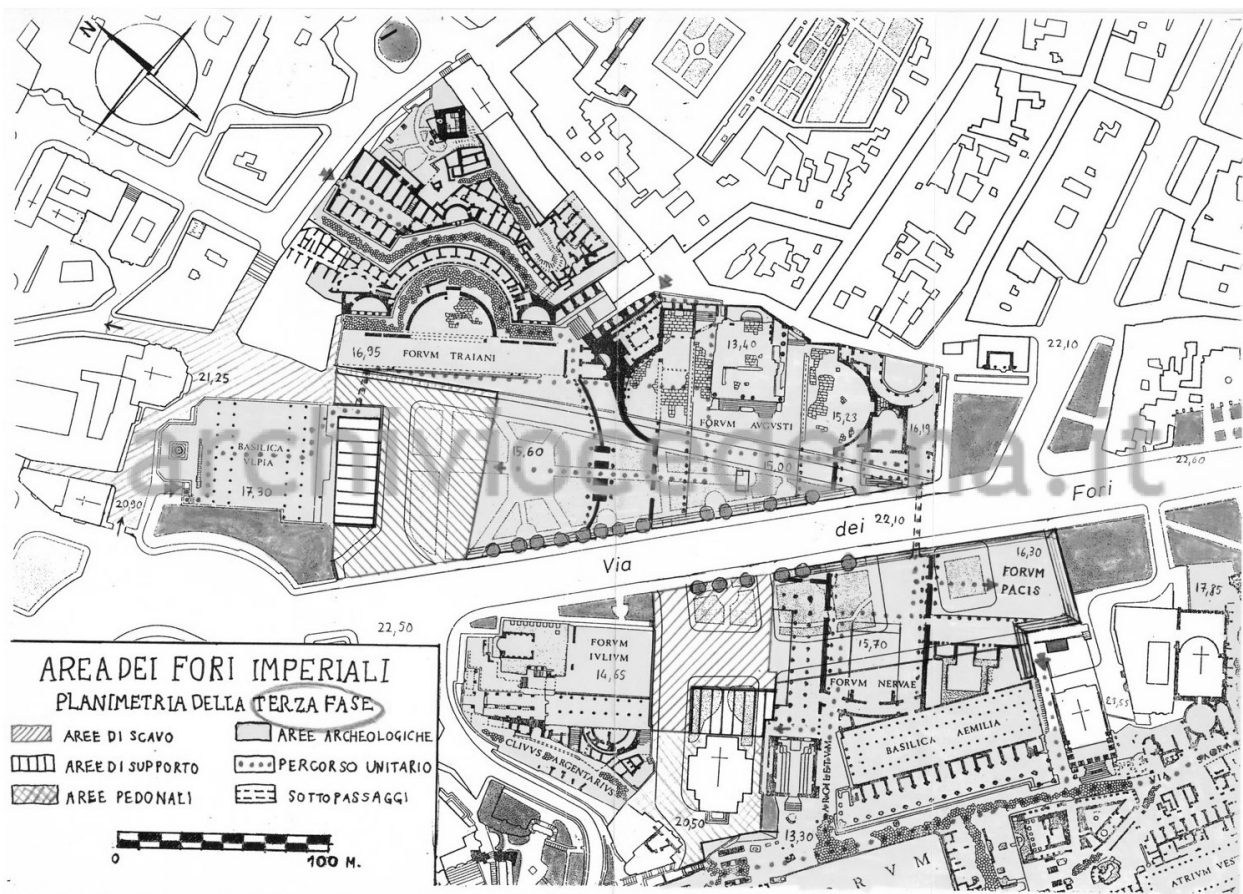 N
22,10
16,95
FORVM TRAIANI
13,40
21,25
FORVM AVGVSTI
15,23
16,19
BASILICA
VLPIA
17,30
15,60
15,00
22,60
20,90
archiviocederna.it
Via
dei
22,10
Fori
16,30
FORVM
PACIS
17,85
22,50
FORVM
IVLIVM
14,65
15,70
FORVM NERVAE
BASILICA AEMILIA
CLIVVS ARGENTARIVS
20,50
13,30
VIA
R V M
ATRIVM VES
AREA DEI FORI IMPERIALI
PLANIMETRIA DELLA TERZA FASE
AREE DI SCAVO
AREE ARCHEOLOGICHE
AREE DI SUPPORTO
PERCORSO UNITARIO
AREE PEDONALI
SOTTOPASSAGGI
0
100 M.